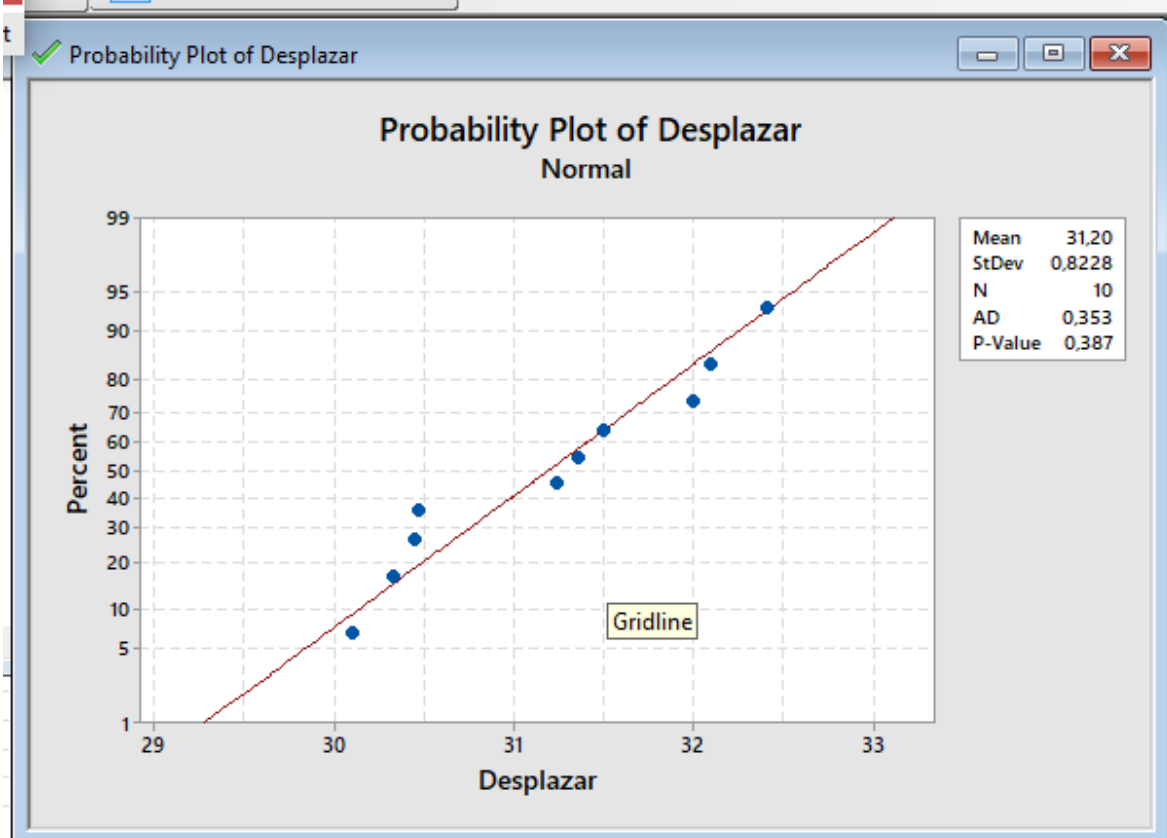 t
Probability Plot of Desplazar
Probability Plot of Desplazar
Normal
99
95
90
80
70
60
50
40
30
20
10
5
1
Percent
29 30 31 32 33
Desplazar
Mean 31,20
StDev 0,8228
N 10
AD 0,353
P-Value 0,387
Gridline